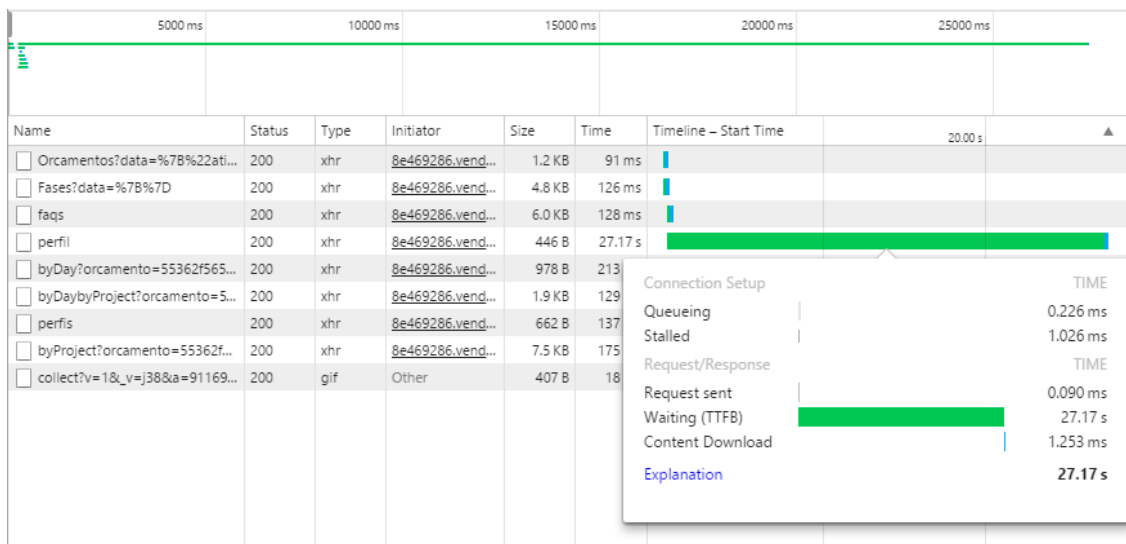 5000 ms 10000 ms 15000 ms 20000 ms 25000 ms
Name Status Type Initiator Size Time Timeline – Start Time 20.00 s
Orcamentos?data=%7B%22ati... 200 xhr 8e469286.vend... 1.2 KB 91 ms
Fases?data=%7B%7D 200 xhr 8e469286.vend... 4.8 KB 126 ms
faqs 200 xhr 8e469286.vend... 6.0 KB 128 ms
perfil 200 xhr 8e469286.vend... 446 B 27.17 s
byDay?orcamento=55362f565... 200 xhr 8e469286.vend... 978 B 213
byDaybyProject?orcamento=5... 200 xhr 8e469286.vend... 1.9 KB 129
perfis 200 xhr 8e469286.vend... 662 B 137
byProject?orcamento=55362f... 200 xhr 8e469286.vend... 7.5 KB 175
collect?v=1&_v=j38&a=91169... 200 gif Other 407 B 18
Connection Setup TIME
Queueing 0.226 ms
Stalled 1.026 ms
Request/Response TIME
Request sent 0.090 ms
Waiting (TTFB) 27.17 s
Content Download 1.253 ms
Explanation 27.17 s